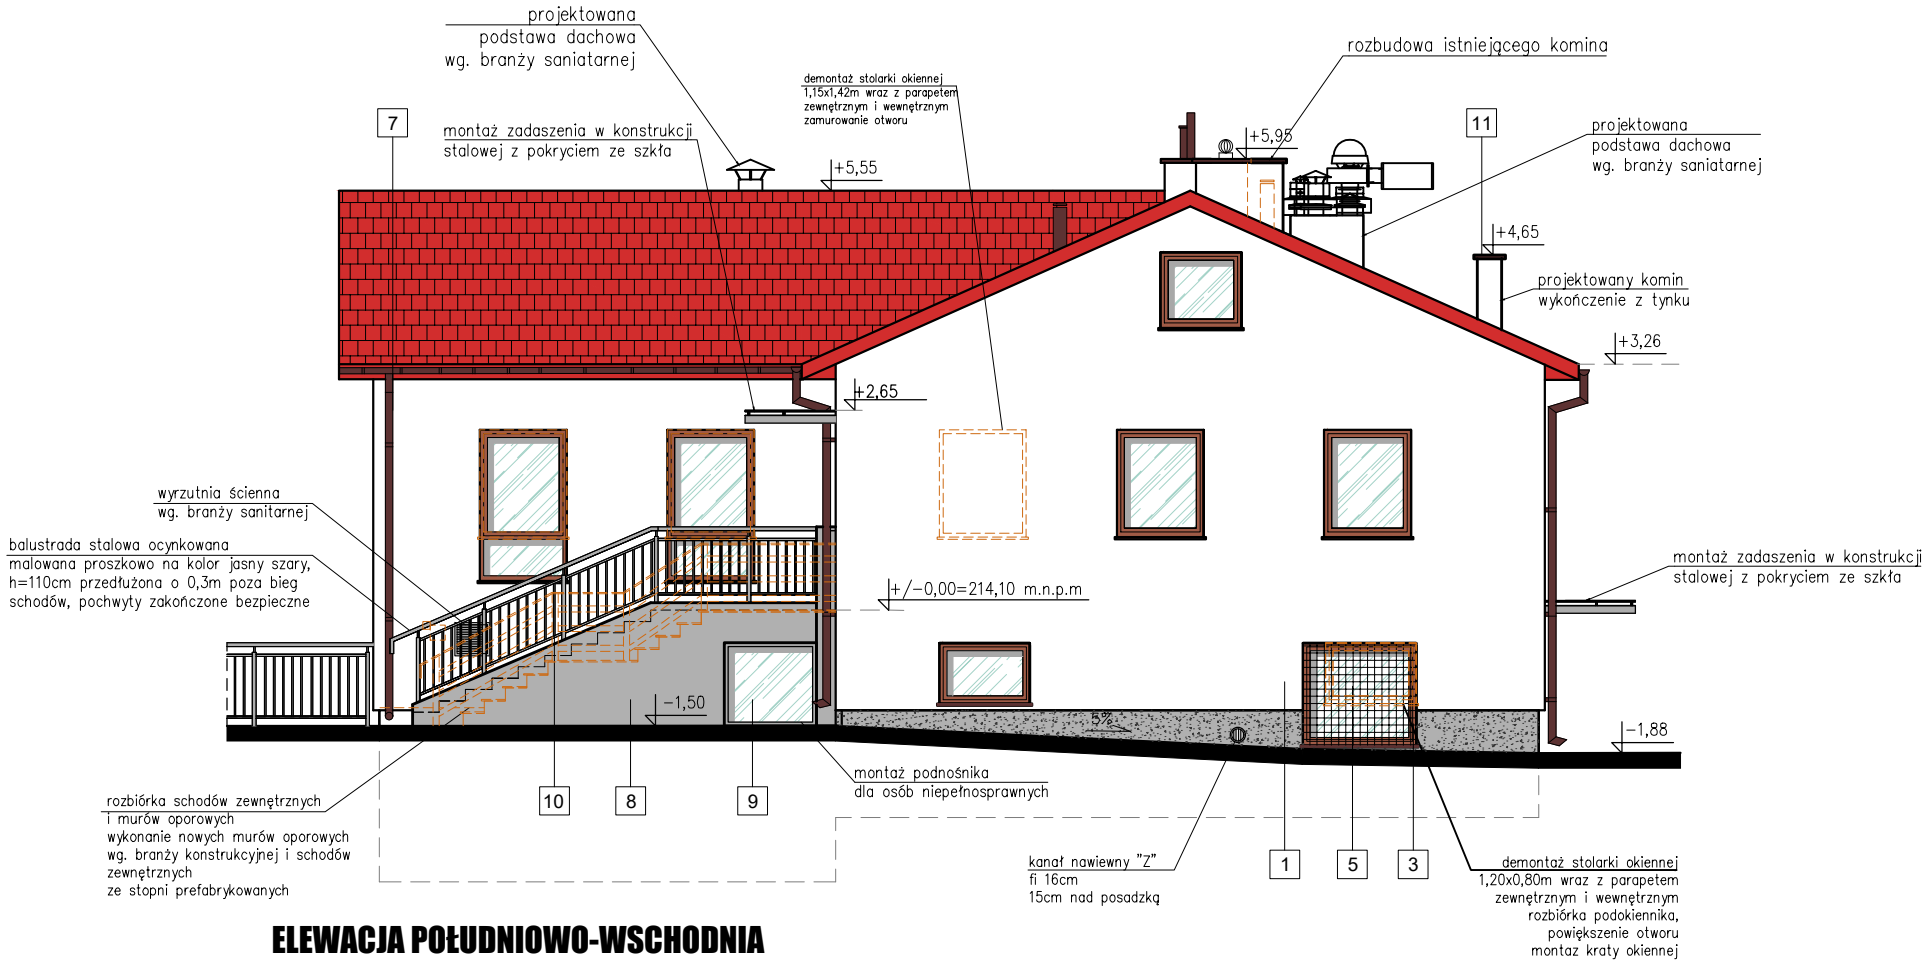 projektowana
podstawa dachowa
wg. branży saniatarnej
rozbudowa istniejącego komina
demontaż stolarki okiennej
1,15x1,42m wraz z parapetem
zewnętrznym i wewnętrznym
zamurowanie otworu
7
montaż zadaszenia w konstrukcji
stalowej z pokryciem ze szkła
+5,95
11
projektowana
podstawa dachowa
wg. branży saniatarnej
+5,55
+4,65
projektowany komin
wykończenie z tynku
+3,26
+2,65
wyrzutnia ścienna
wg. branży sanitarnej
balustrada stalowa ocynkowana
malowana proszkowo na kolor jasny szary,
h=110cm przedłużona o 0,3m poza bieg
schodów, pochwyty zakończone bezpieczne
montaż zadaszenia w konstrukcji
stalowej z pokryciem ze szkła
+/-0,00=214,10 m.n.p.m
-1,50
5%
-1,88
montaż podnośnika
dla osób niepełnosprawnych
10
8
9
rozbiórka schodów zewnętrznych
i murów oporowych
wykonanie nowych murów oporowych
wg. branży konstrukcyjnej i schodów
zewnętrznych
ze stopni prefabrykowanych
kanał nawiewny "Z"
fi 16cm
15cm nad posadzką
1
5
3
demontaż stolarki okiennej
1,20x0,80m wraz z parapetem
zewnętrznym i wewnętrznym
rozbiórka podokiennika,
powiększenie otworu
montaz kraty okiennej
ELEWACJA POŁUDNIOWO-WSCHODNIA